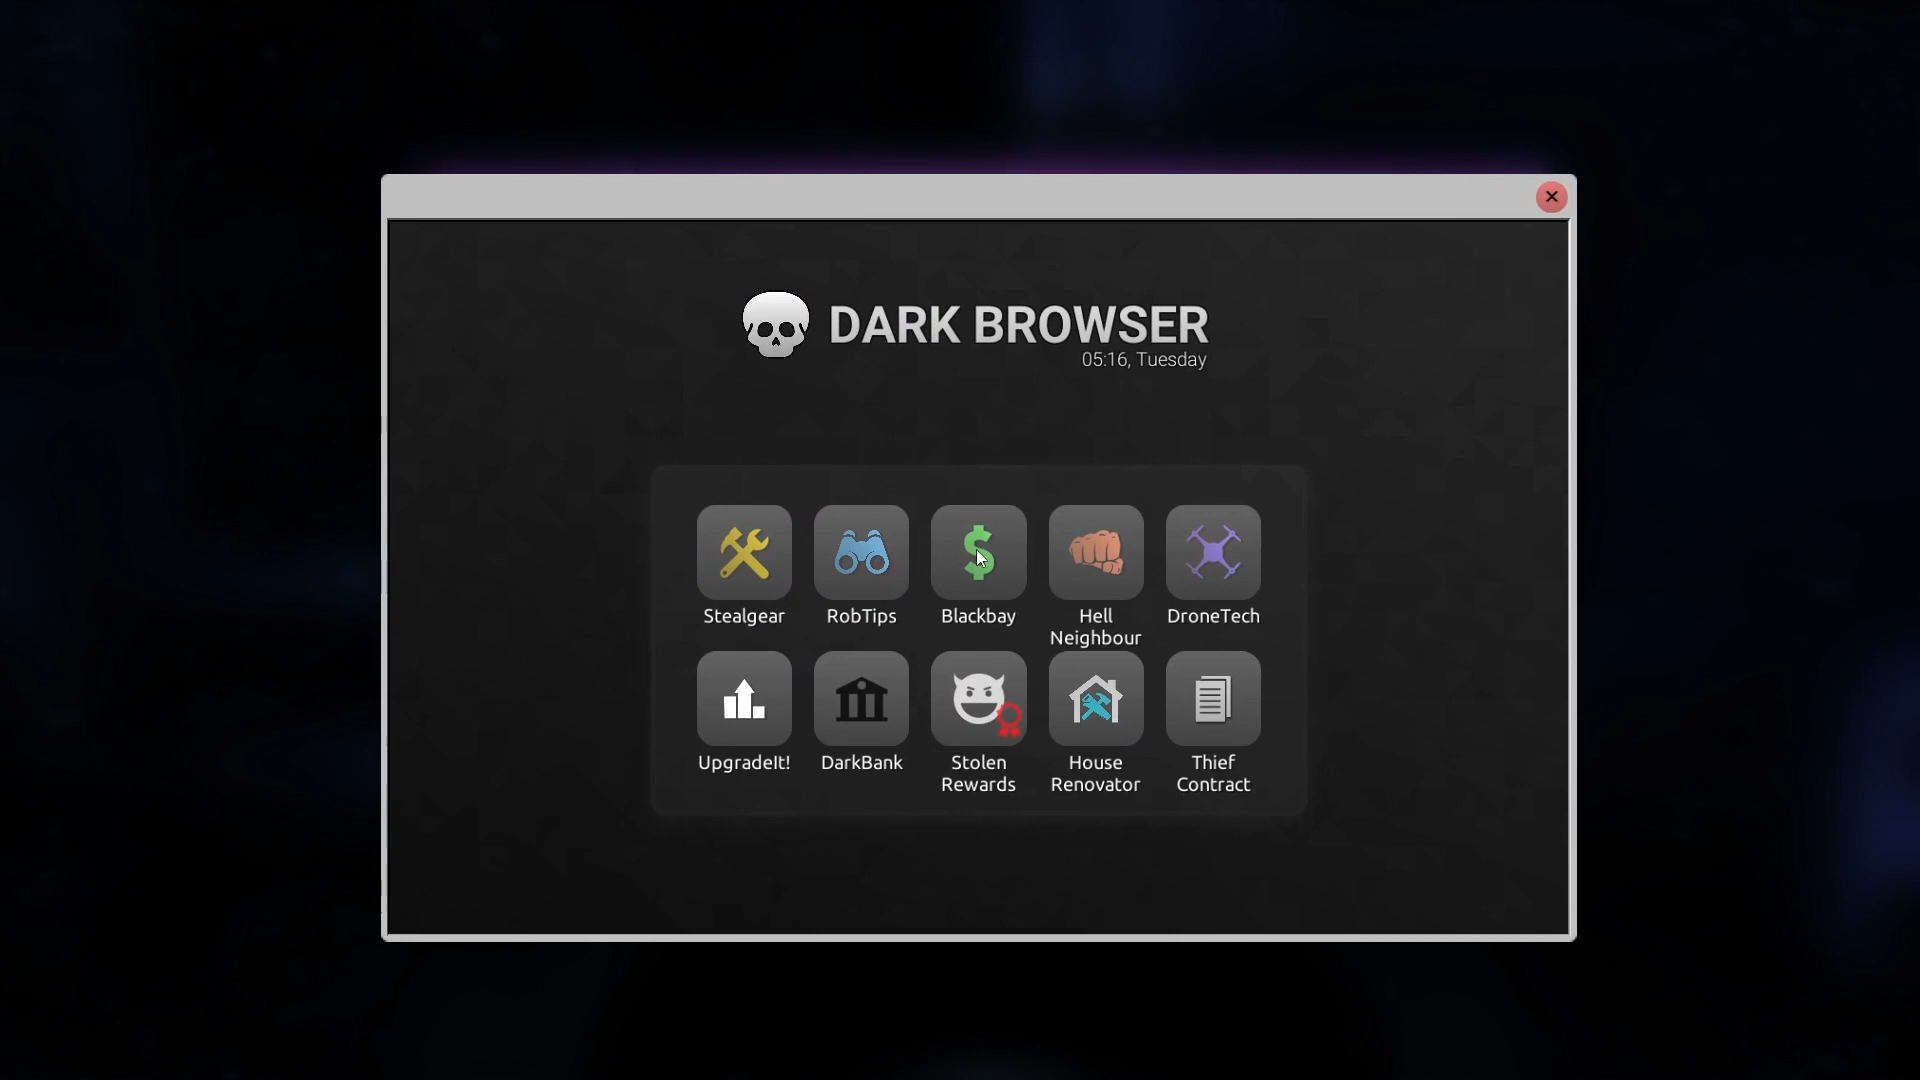 DARK BROWSER
05:16, Tuesday
Stealgear
RobTips
Blackbay
Hell
Neighbour
DroneTech
UpgradeIt!
DarkBank
Stolen
Rewards
House
Renovator
Thief
Contract